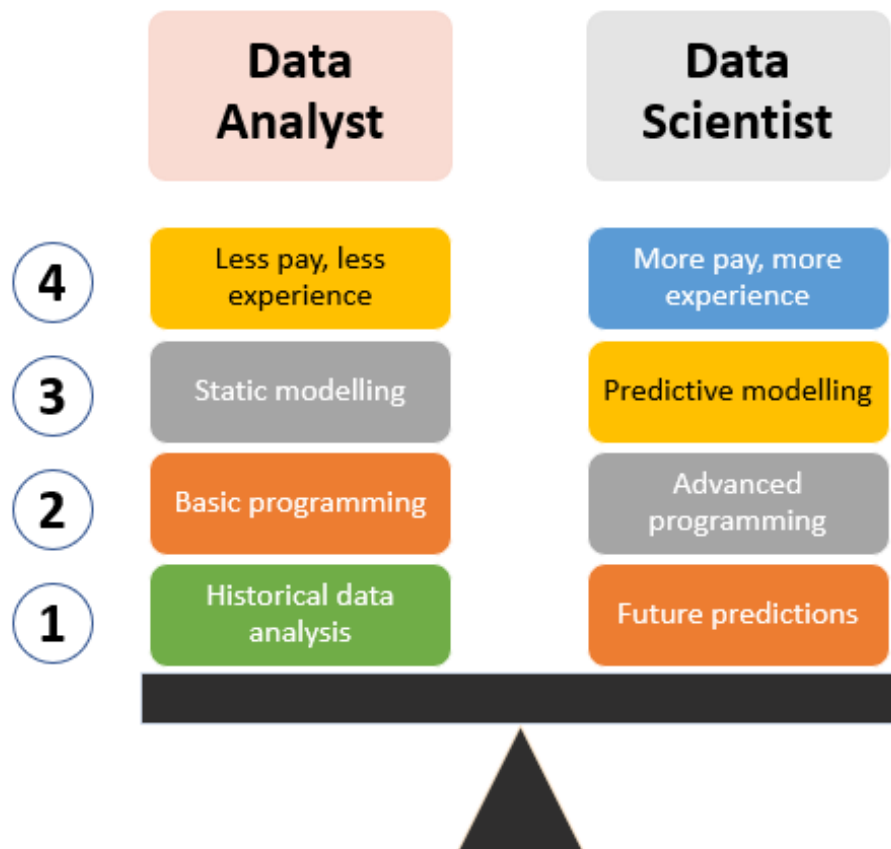 Data
Analyst
Data
Scientist
4
Less pay, less
experience
More pay, more
experience
3
Static modelling
Predictive modelling
2
Basic programming
Advanced
programming
1
Historical data
analysis
Future predictions